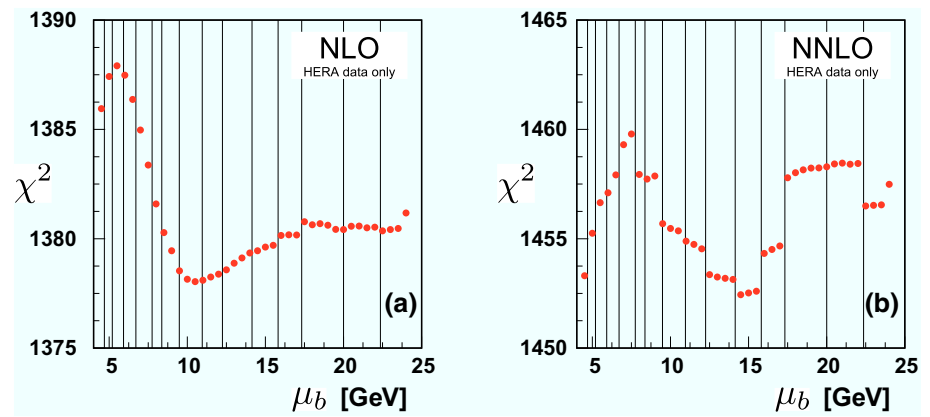 1390
NLO
HERA data only
1385
χ²
1380
(a)
1375
5 10 15 20 25
μ_b [GeV]
1465
NNLO
HERA data only
1460
χ²
1455
(b)
1450
5 10 15 20 25
μ_b [GeV]